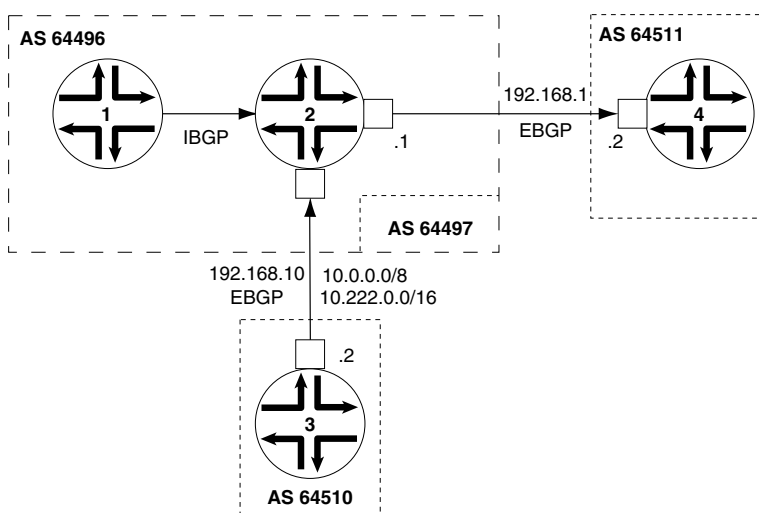 AS 64496
AS 64511
1
2
4
192.168.1
IBGP
EBGP
.1
.2
AS 64497
192.168.10
10.0.0.0/8
EBGP
10.222.0.0/16
.2
3
AS 64510